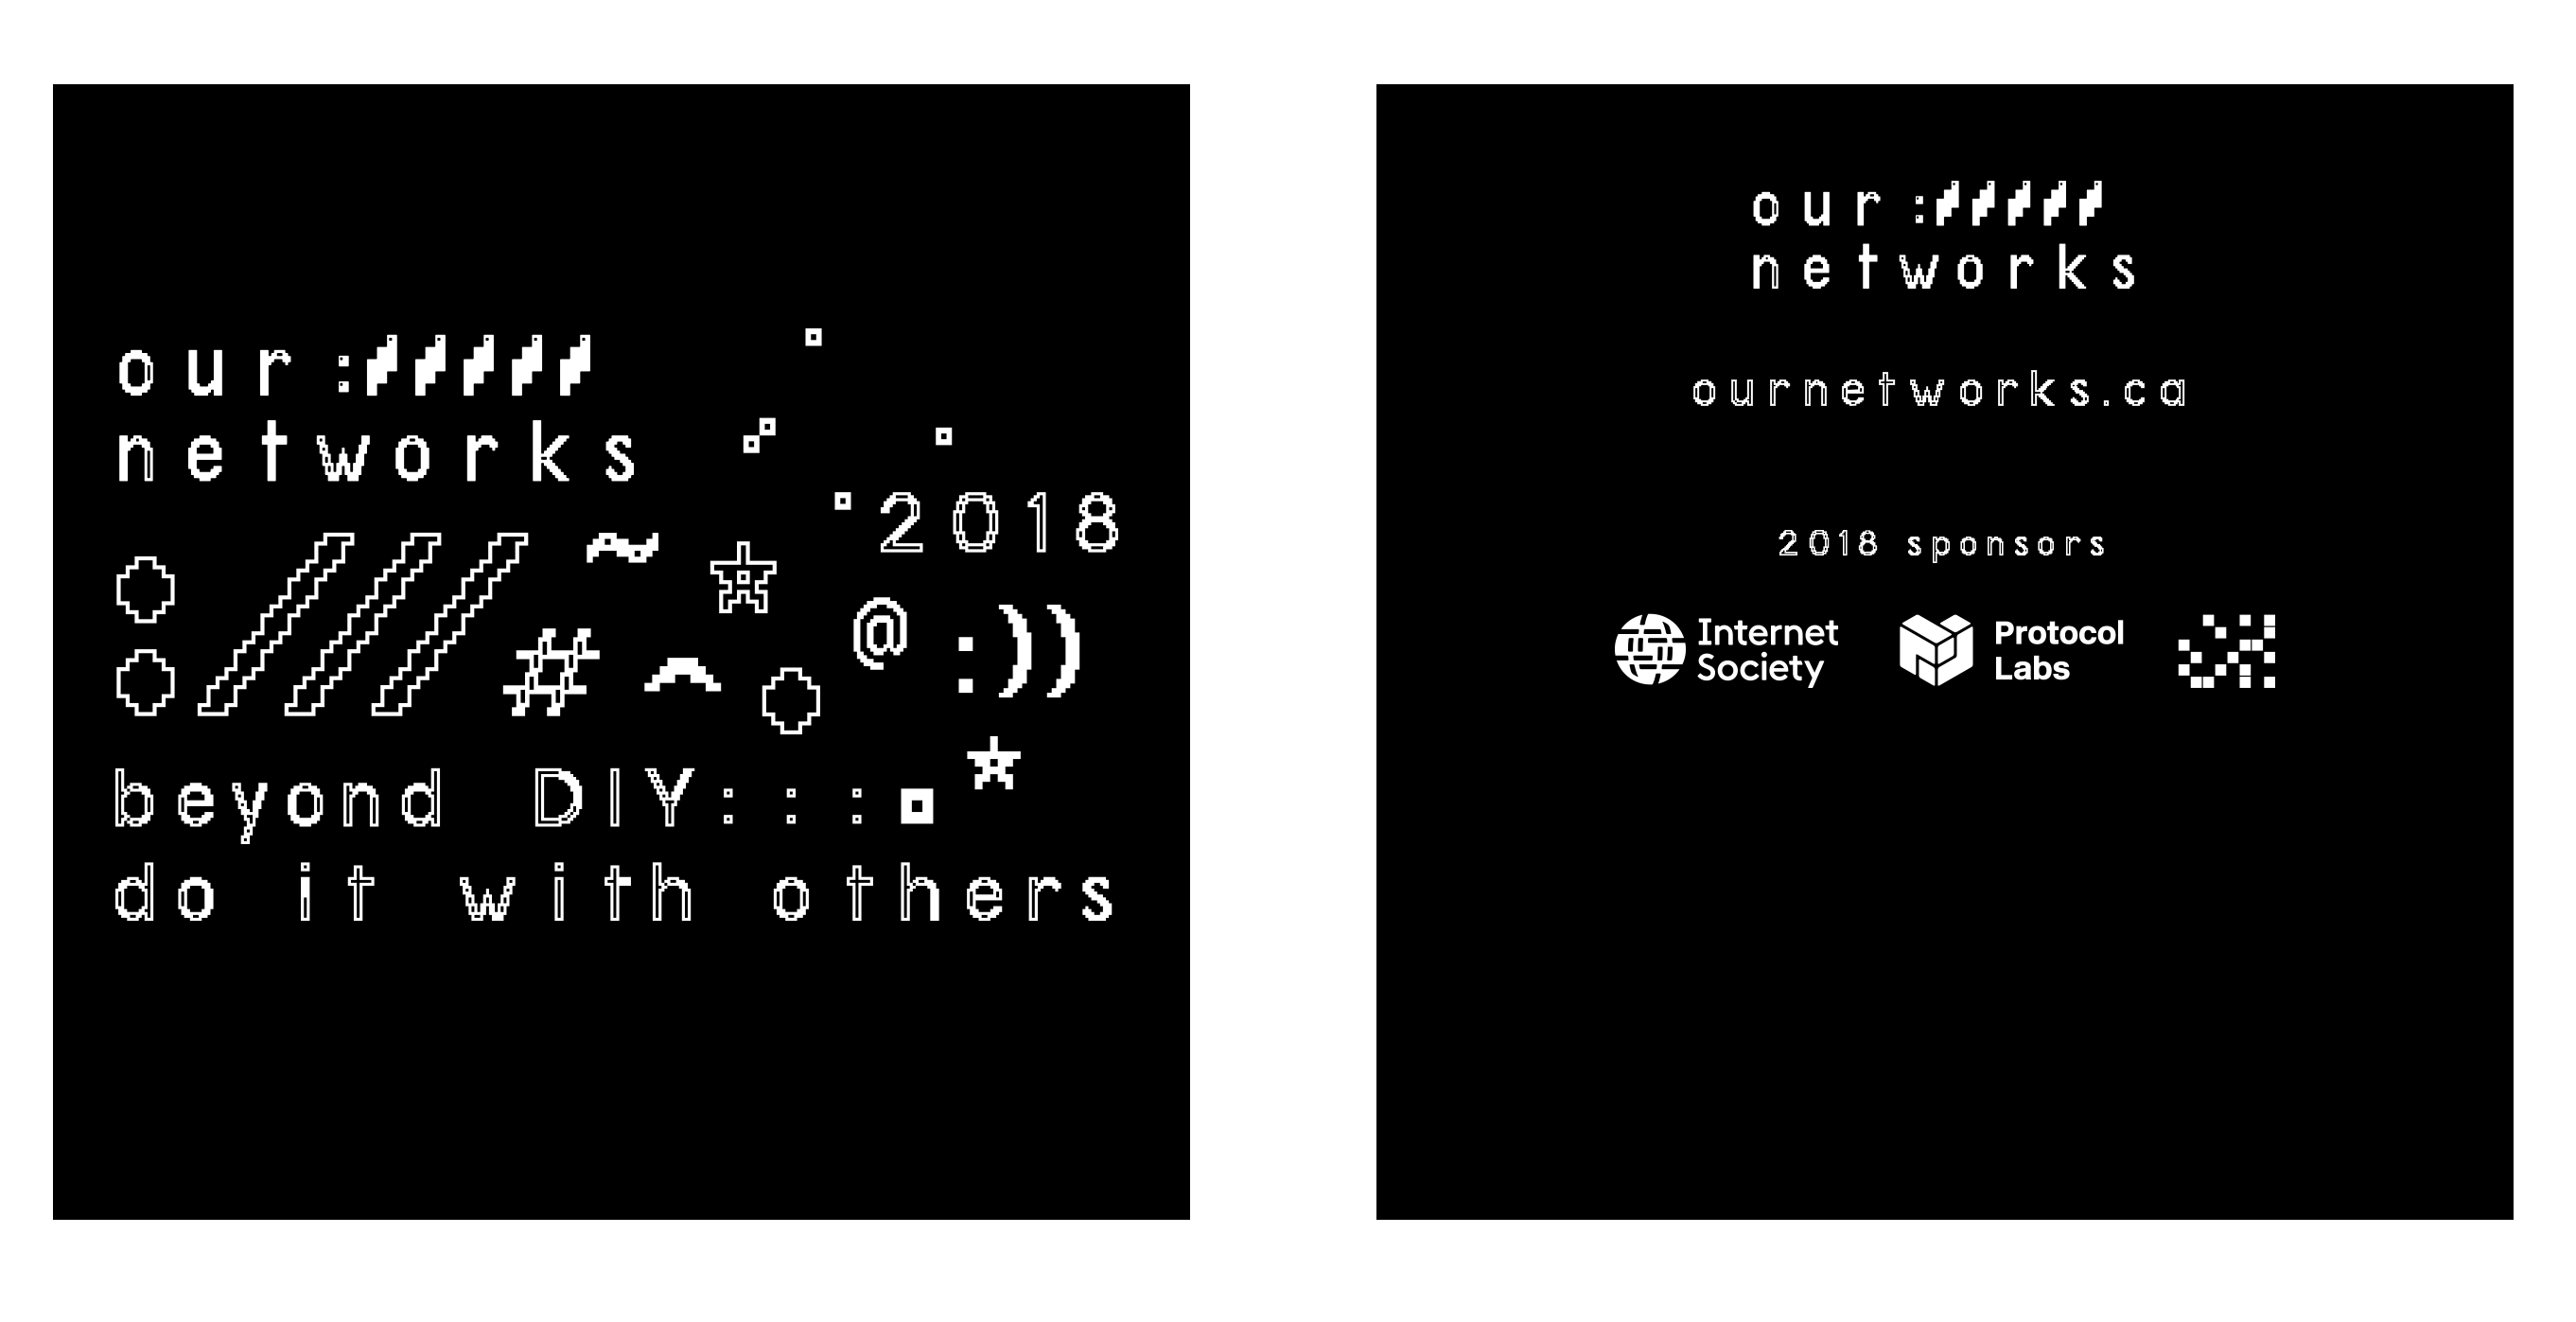 our://///
networks
2018
:///~*
#^○@:))
*
beyond DIY:::
do it with others
our://///
networks
ournetworks.ca
2018 sponsors
Internet
Society
Protocol
Labs